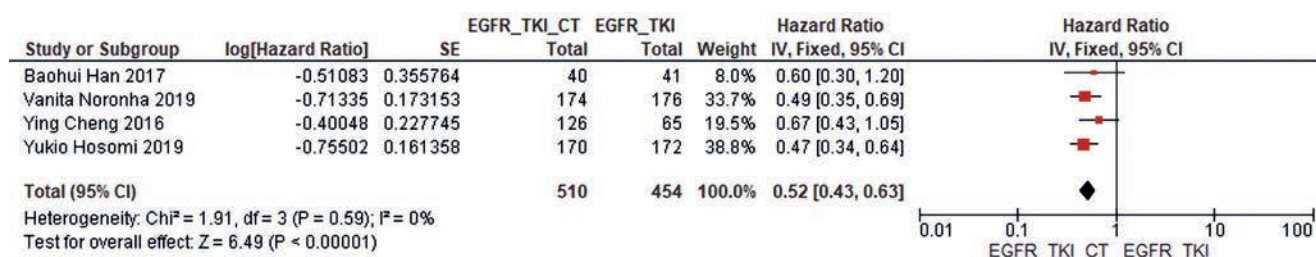 EGFR_TKI_CT EGFR_TKI Hazard Ratio Hazard Ratio
Study or Subgroup log[Hazard Ratio] SE Total Total Weight IV, Fixed, 95% CI IV, Fixed, 95% CI
Baohui Han 2017 -0.51083 0.355764 40 41 8.0% 0.60 [0.30, 1.20]
Vanita Noronha 2019 -0.71335 0.173153 174 176 33.7% 0.49 [0.35, 0.69]
Ying Cheng 2016 -0.40048 0.227745 126 65 19.5% 0.67 [0.43, 1.05]
Yukio Hosomi 2019 -0.75502 0.161358 170 172 38.8% 0.47 [0.34, 0.64]
Total (95% CI) 510 454 100.0% 0.52 [0.43, 0.63]
Heterogeneity: Chi² = 1.91, df = 3 (P = 0.59); I² = 0%
Test for overall effect: Z = 6.49 (P < 0.00001)
0.01 0.1 1 10 100
EGFR_TKI_CT EGFR_TKI